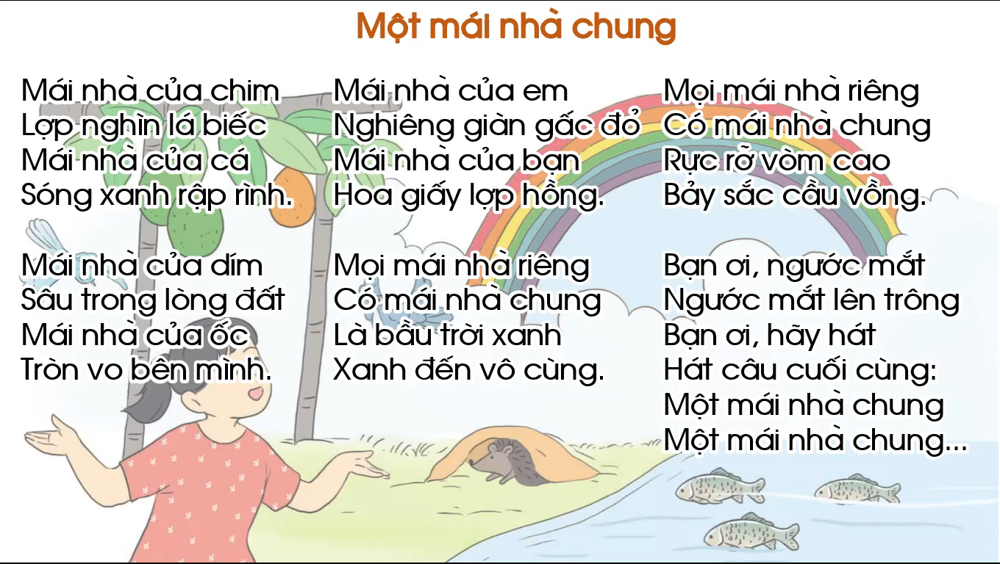 Một mái nhà chung
Mái nhà của chim
Lợp nghìn lá biếc
Mái nhà của cá
Sóng xanh rập rình.
Mái nhà của dím
Sâu trong lòng đất
Mái nhà của ốc
Tròn vo bên mình.
Mái nhà của em
Nghiêng giàn gấc đỏ
Mái nhà của bạn
Hoa giấy lợp hồng.
Mọi mái nhà riêng
Có mái nhà chung
Là bầu trời xanh
Xanh đến vô cùng.
Mọi mái nhà riêng
Có mái nhà chung
Rực rỡ vòm cao
Bảy sắc cầu vồng.
Bạn ơi, ngước mắt
Ngước mắt lên trông
Bạn ơi, hãy hát
Hát câu cuối cùng:
Một mái nhà chung
Một mái nhà chung...